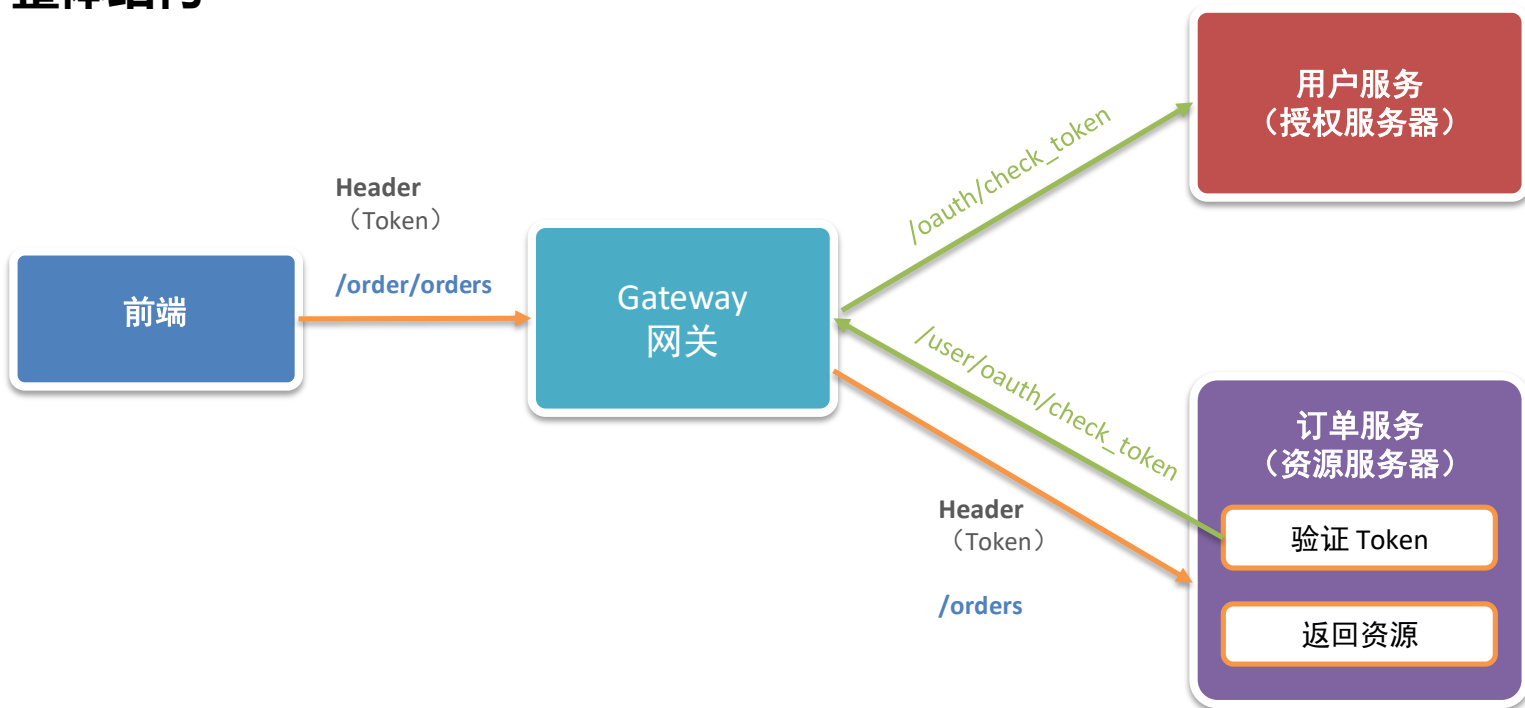 前端
Header
（Token）
/order/orders
Gateway
网关
/oauth/check_token
用户服务
（授权服务器）
/user/oauth/check_token
Header
（Token）
/orders
订单服务
（资源服务器）
验证 Token
返回资源